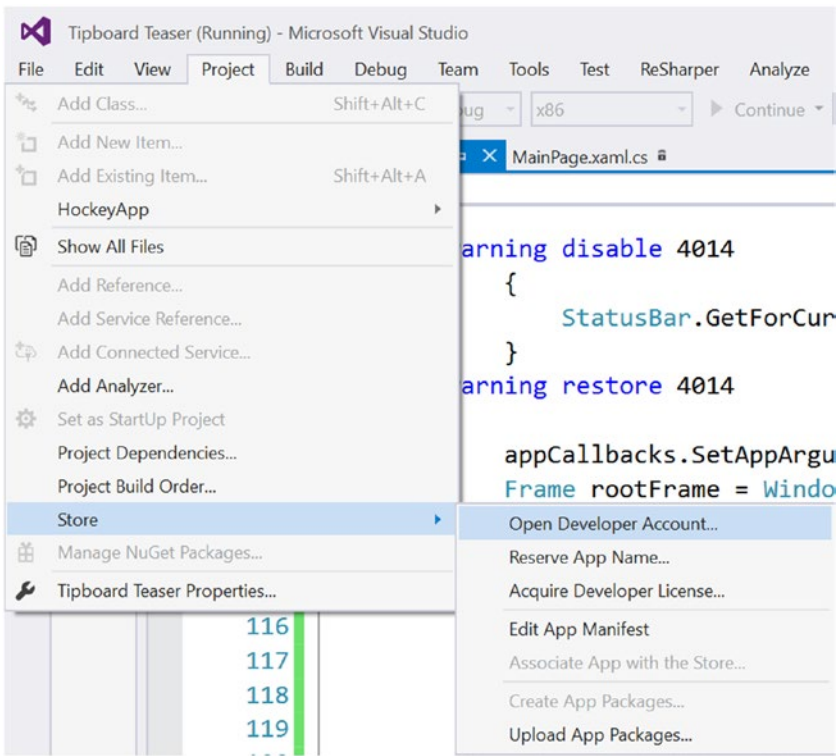 Tipboard Teaser (Running) - Microsoft Visual Studio
File Edit View Project Build Debug Team Tools Test ReSharper Analyze
Add Class... Shift+Alt+C
ug x86 Continue
Add New Item...
MainPage.xaml.cs
Add Existing Item... Shift+Alt+A
HockeyApp
Show All Files
arning disable 4014
Add Reference...
{
Add Service Reference...
StatusBar.GetForCur
Add Connected Service...
}
Add Analyzer...
arning restore 4014
Set as StartUp Project
Project Dependencies...
appCallbacks.SetAppArgu
Project Build Order...
Frame rootFrame = Windo
Store
Open Developer Account...
Manage NuGet Packages...
Reserve App Name...
Tipboard Teaser Properties...
Acquire Developer License...
116
Edit App Manifest
117
Associate App with the Store...
118
Create App Packages...
119
Upload App Packages...